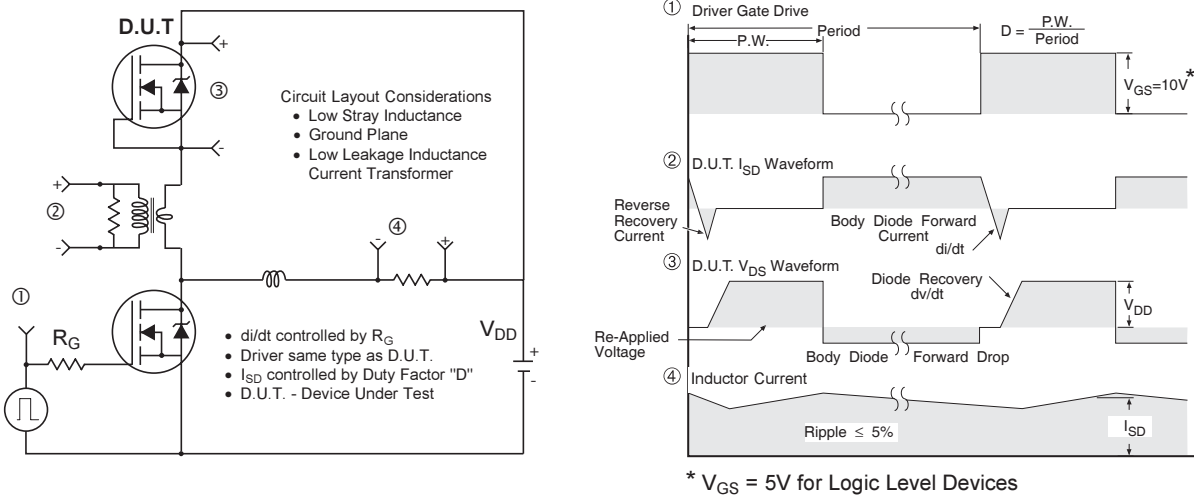 D.U.T
+
③
-
Circuit Layout Considerations
• Low Stray Inductance
• Ground Plane
• Low Leakage Inductance
Current Transformer
+
②
-
-
④
+
①
R_G
• di/dt controlled by R_G
• Driver same type as D.U.T.
• I_SD controlled by Duty Factor "D"
• D.U.T. - Device Under Test
V_DD
+
-
① Driver Gate Drive
P.W.
Period
D = P.W. / Period
V_GS=10V*
② D.U.T. I_SD Waveform
Reverse
Recovery
Current
Body Diode Forward
Current
di/dt
③ D.U.T. V_DS Waveform
Diode Recovery
dv/dt
V_DD
Re-Applied
Voltage
Body Diode Forward Drop
④ Inductor Current
Ripple ≤ 5%
I_SD
* V_GS = 5V for Logic Level Devices